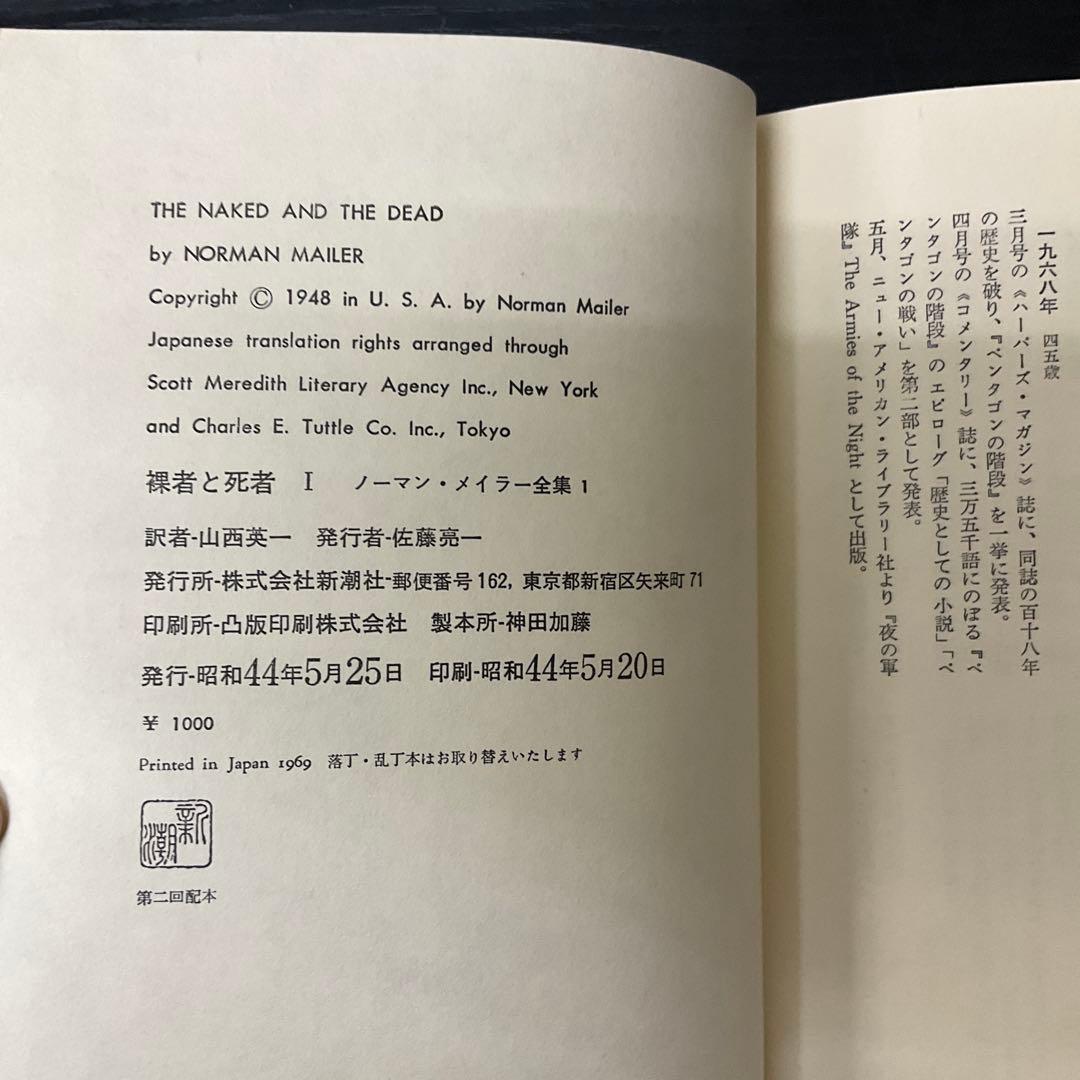 THE NAKED AND THE DEAD
by NORMAN MAILER
Copyright © 1948 in U. S. A. by Norman Mailer
Japanese translation rights arranged through
Scott Meredith Literary Agency Inc., New York
and Charles E. Tuttle Co. Inc., Tokyo
裸者と死者 I ノーマン・メイラー全集 1
訳者-山西英一 発行者-佐藤亮一
発行所-株式会社新潮社-郵便番号162, 東京都新宿区矢来町71
印刷所-凸版印刷株式会社 製本所-神田加藤
発行-昭和44年5月25日 印刷-昭和44年5月20日
¥ 1000
Printed in Japan 1969 落丁・乱丁本はお取り替えいたします
新潮
第二回配本
一九六八年 四五歳
三月号の《ハーパーズ・マガジン》誌に、同誌の百十八年
の歴史を破り、『ペンタゴンの階段』を一挙に発表。
四月号の《コメンタリー》誌に、三万五千語にのぼる『ペ
ンタゴンの階段』のエピローグ「歴史としての小説」「ペ
ンタゴンの戦い」を第二部として発表。
五月、ニュー・アメリカン・ライブラリー社より『夜の軍
隊』The Armies of the Night として出版。